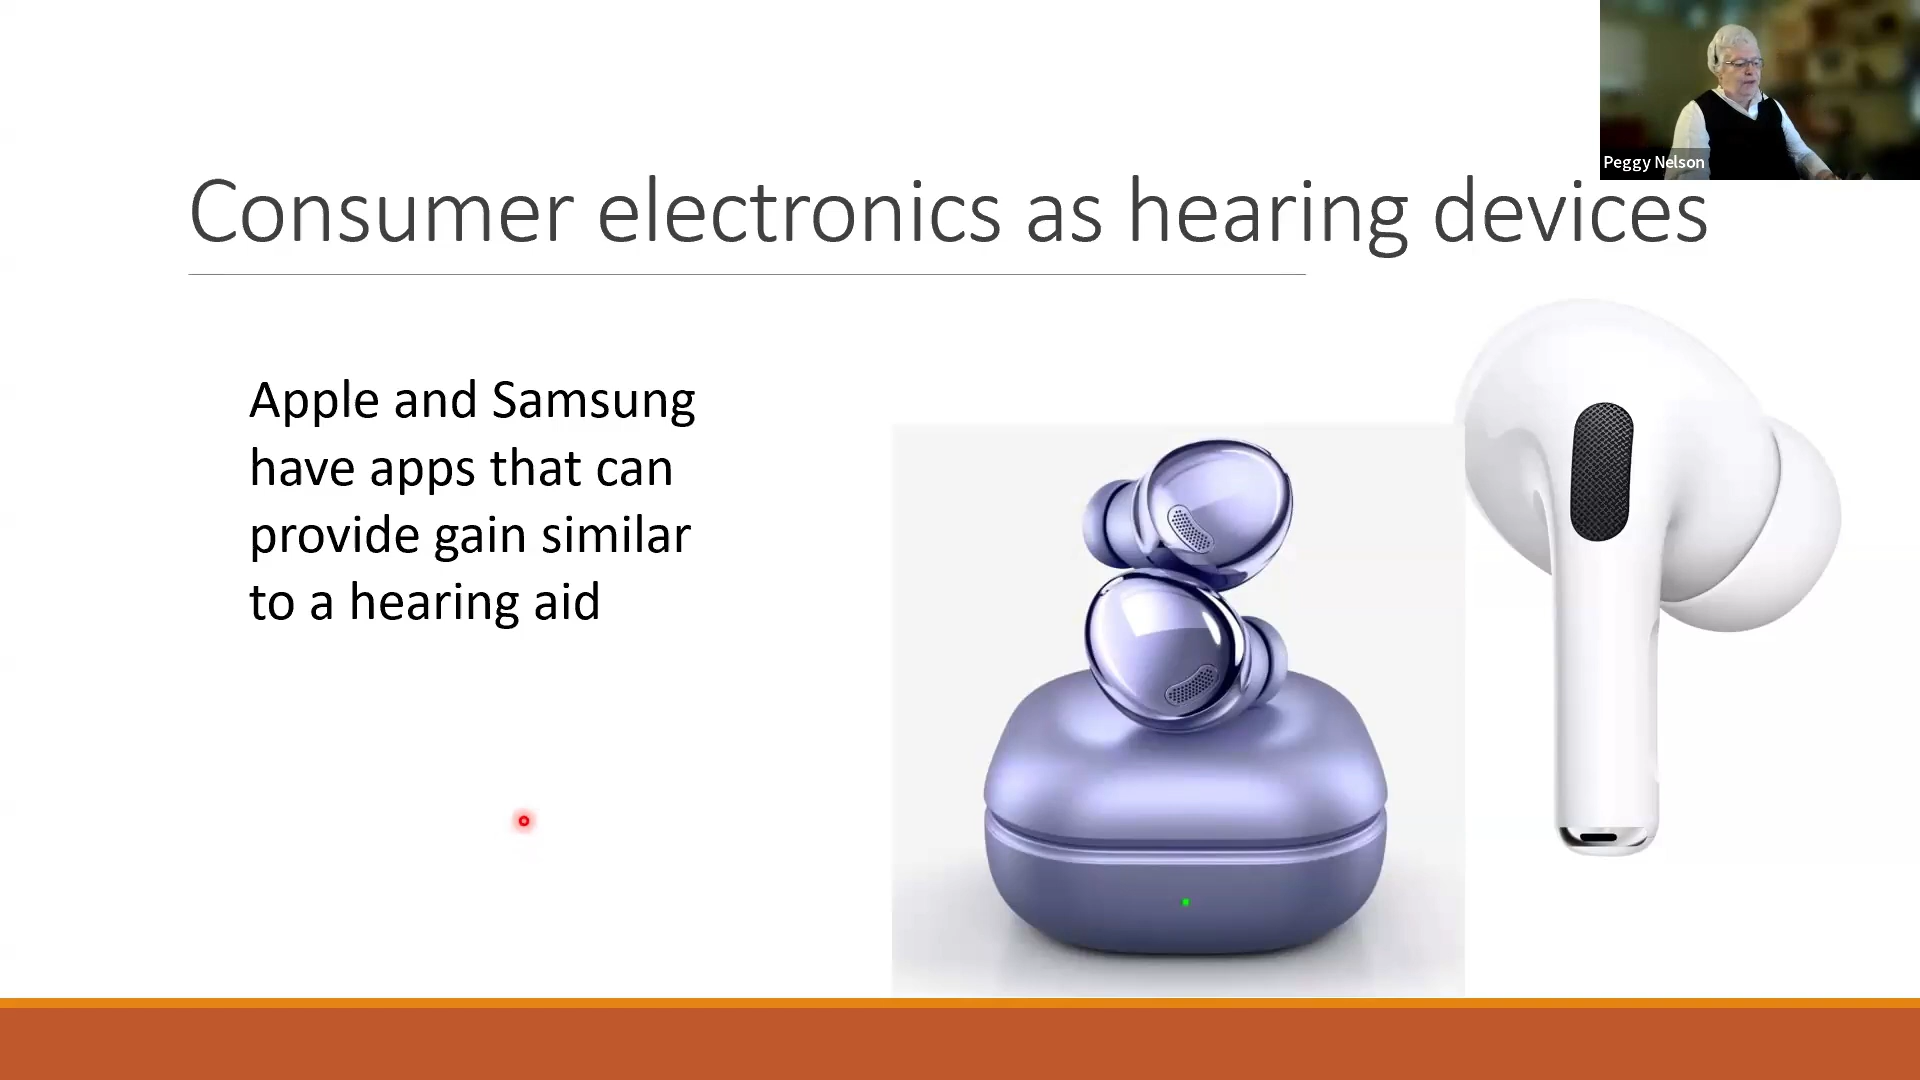 Peggy Nelson
Consumer electronics as hearing devices
Apple and Samsung
have apps that can
provide gain similar
to a hearing aid